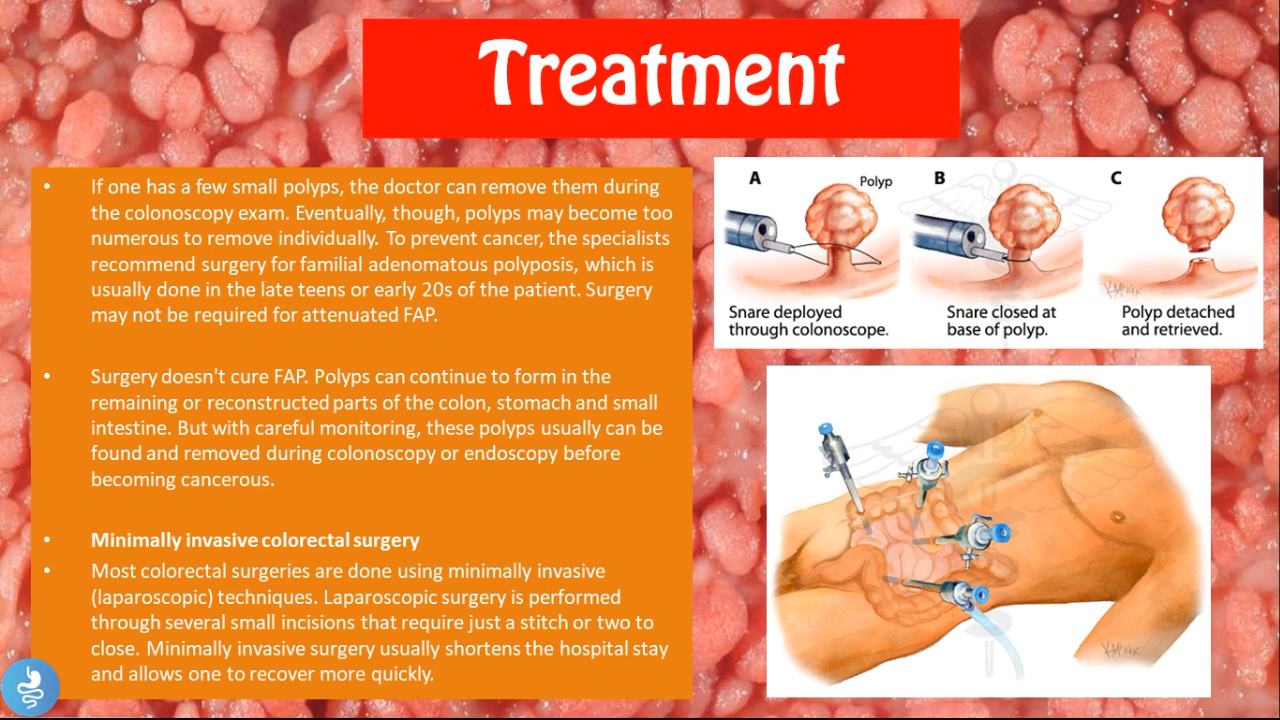 Treatment
• If one has a few small polyps, the doctor can remove them during
the colonoscopy exam. Eventually, though, polyps may become too
numerous to remove individually. To prevent cancer, the specialists
recommend surgery for familial adenomatous polyposis, which is
usually done in the late teens or early 20s of the patient. Surgery
may not be required for attenuated FAP.
• Surgery doesn't cure FAP. Polyps can continue to form in the
remaining or reconstructed parts of the colon, stomach and small
intestine. But with careful monitoring, these polyps usually can be
found and removed during colonoscopy or endoscopy before
becoming cancerous.
• Minimally invasive colorectal surgery
• Most colorectal surgeries are done using minimally invasive
(laparoscopic) techniques. Laparoscopic surgery is performed
through several small incisions that require just a stitch or two to
close. Minimally invasive surgery usually shortens the hospital stay
and allows one to recover more quickly.
A
Polyp
Snare deployed
through colonoscope.
B
Snare closed at
base of polyp.
C
Polyp detached
and retrieved.